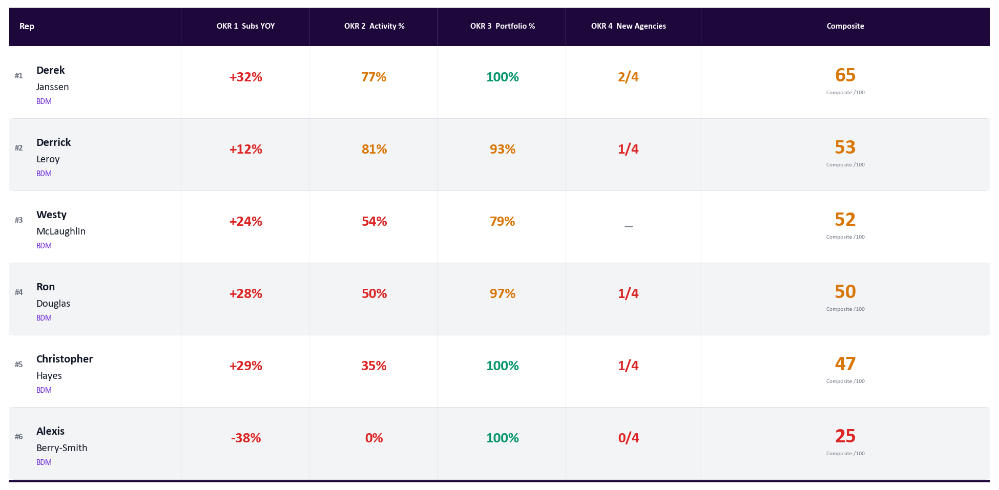 Rep OKR 1 Subs YOY OKR 2 Activity % OKR 3 Portfolio % OKR 4 New Agencies Composite
#1 Derek +32% 77% 100% 2/4 65
Janssen Composite /100
BDM
#2 Derrick +12% 81% 93% 1/4 53
Leroy Composite /100
BDM
#3 Westy +24% 54% 79% — 52
McLaughlin Composite /100
BDM
#4 Ron +28% 50% 97% 1/4 50
Douglas Composite /100
BDM
#5 Christopher +29% 35% 100% 1/4 47
Hayes Composite /100
BDM
#6 Alexis -38% 0% 100% 0/4 25
Berry-Smith Composite /100
BDM